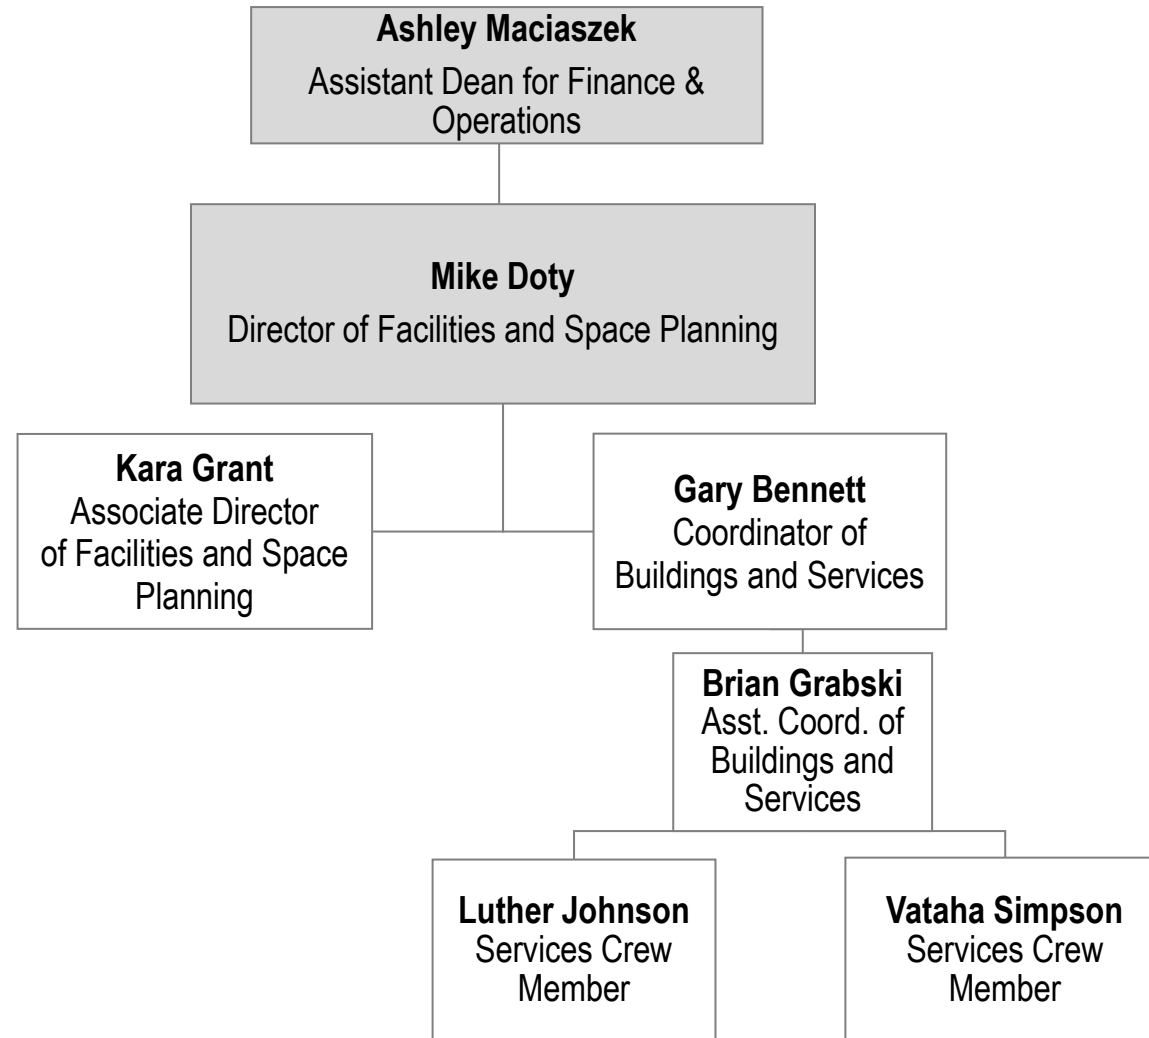 Ashley Maciaszek
Assistant Dean for Finance &
Operations
Mike Doty
Director of Facilities and Space Planning
Kara Grant
Associate Director
of Facilities and Space
Planning
Gary Bennett
Coordinator of
Buildings and Services
Brian Grabski
Asst. Coord. of
Buildings and
Services
Luther Johnson
Services Crew
Member
Vataha Simpson
Services Crew
Member